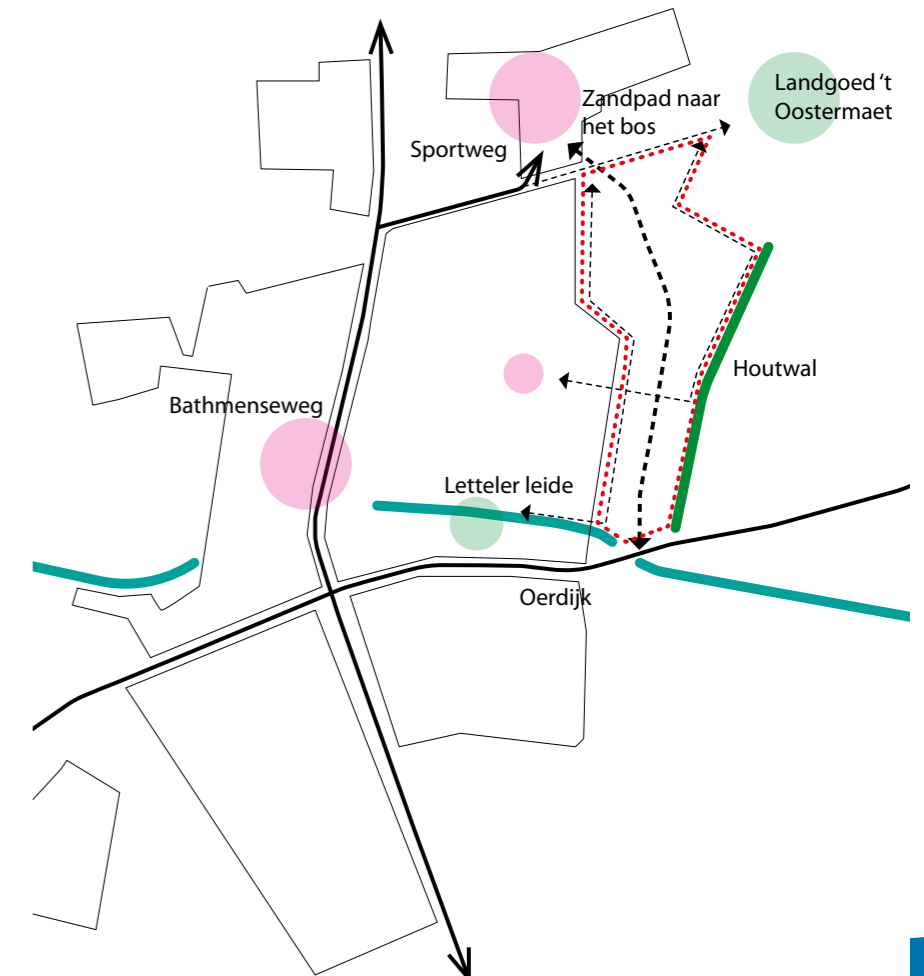 Landgoed ‘t
Oostermaet
Zandpad naar
het bos
Sportweg
Houtwal
Bathmenseweg
Letteler leide
Oerdijk